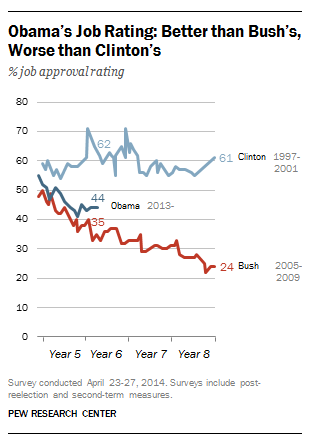 Obama's Job Rating: Better than Bush's,
Worse than Clinton's
% job approval rating
80
70
60
50
40
30
20
10
0
62
61 Clinton 1997-
2001
44
Obama 2013-
35
24 Bush 2005-
2009
Year 5 Year 6 Year 7 Year 8
Survey conducted April 23-27, 2014. Surveys include post-
reelection and second-term measures.
PEW RESEARCH CENTER